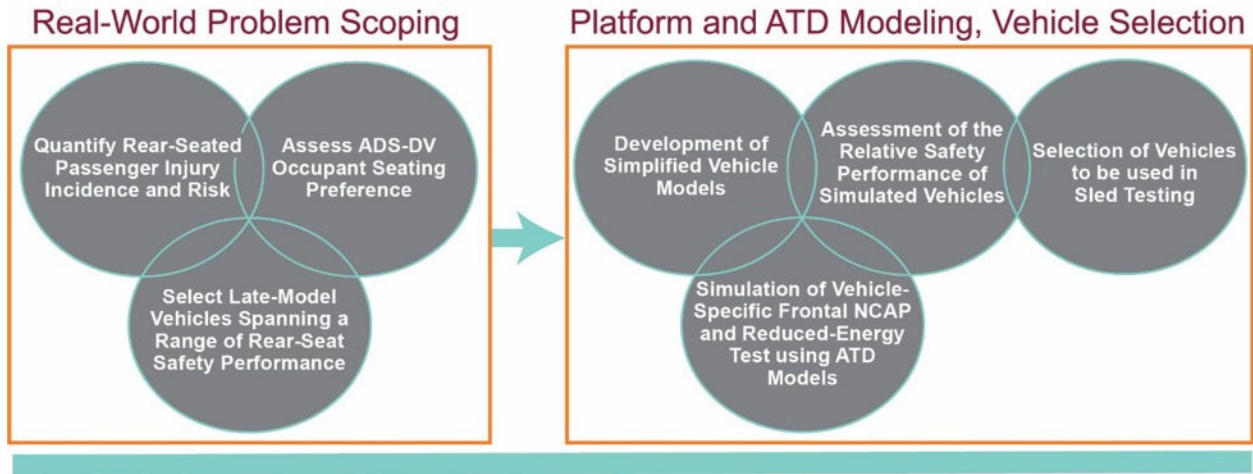 Real-World Problem Scoping
Quantify Rear-Seated
Passenger Injury
Incidence and Risk
Assess ADS-DV
Occupant Seating
Preference
Select Late-Model
Vehicles Spanning a
Range of Rear-Seat
Safety Performance
Platform and ATD Modeling, Vehicle Selection
Development of
Simplified Vehicle
Models
Assessment of the
Relative Safety
Performance of
Simulated Vehicles
Selection of Vehicles
to be used in
Sled Testing
Simulation of Vehicle-
Specific Frontal NCAP
and Reduced-Energy
Test using ATD
Models